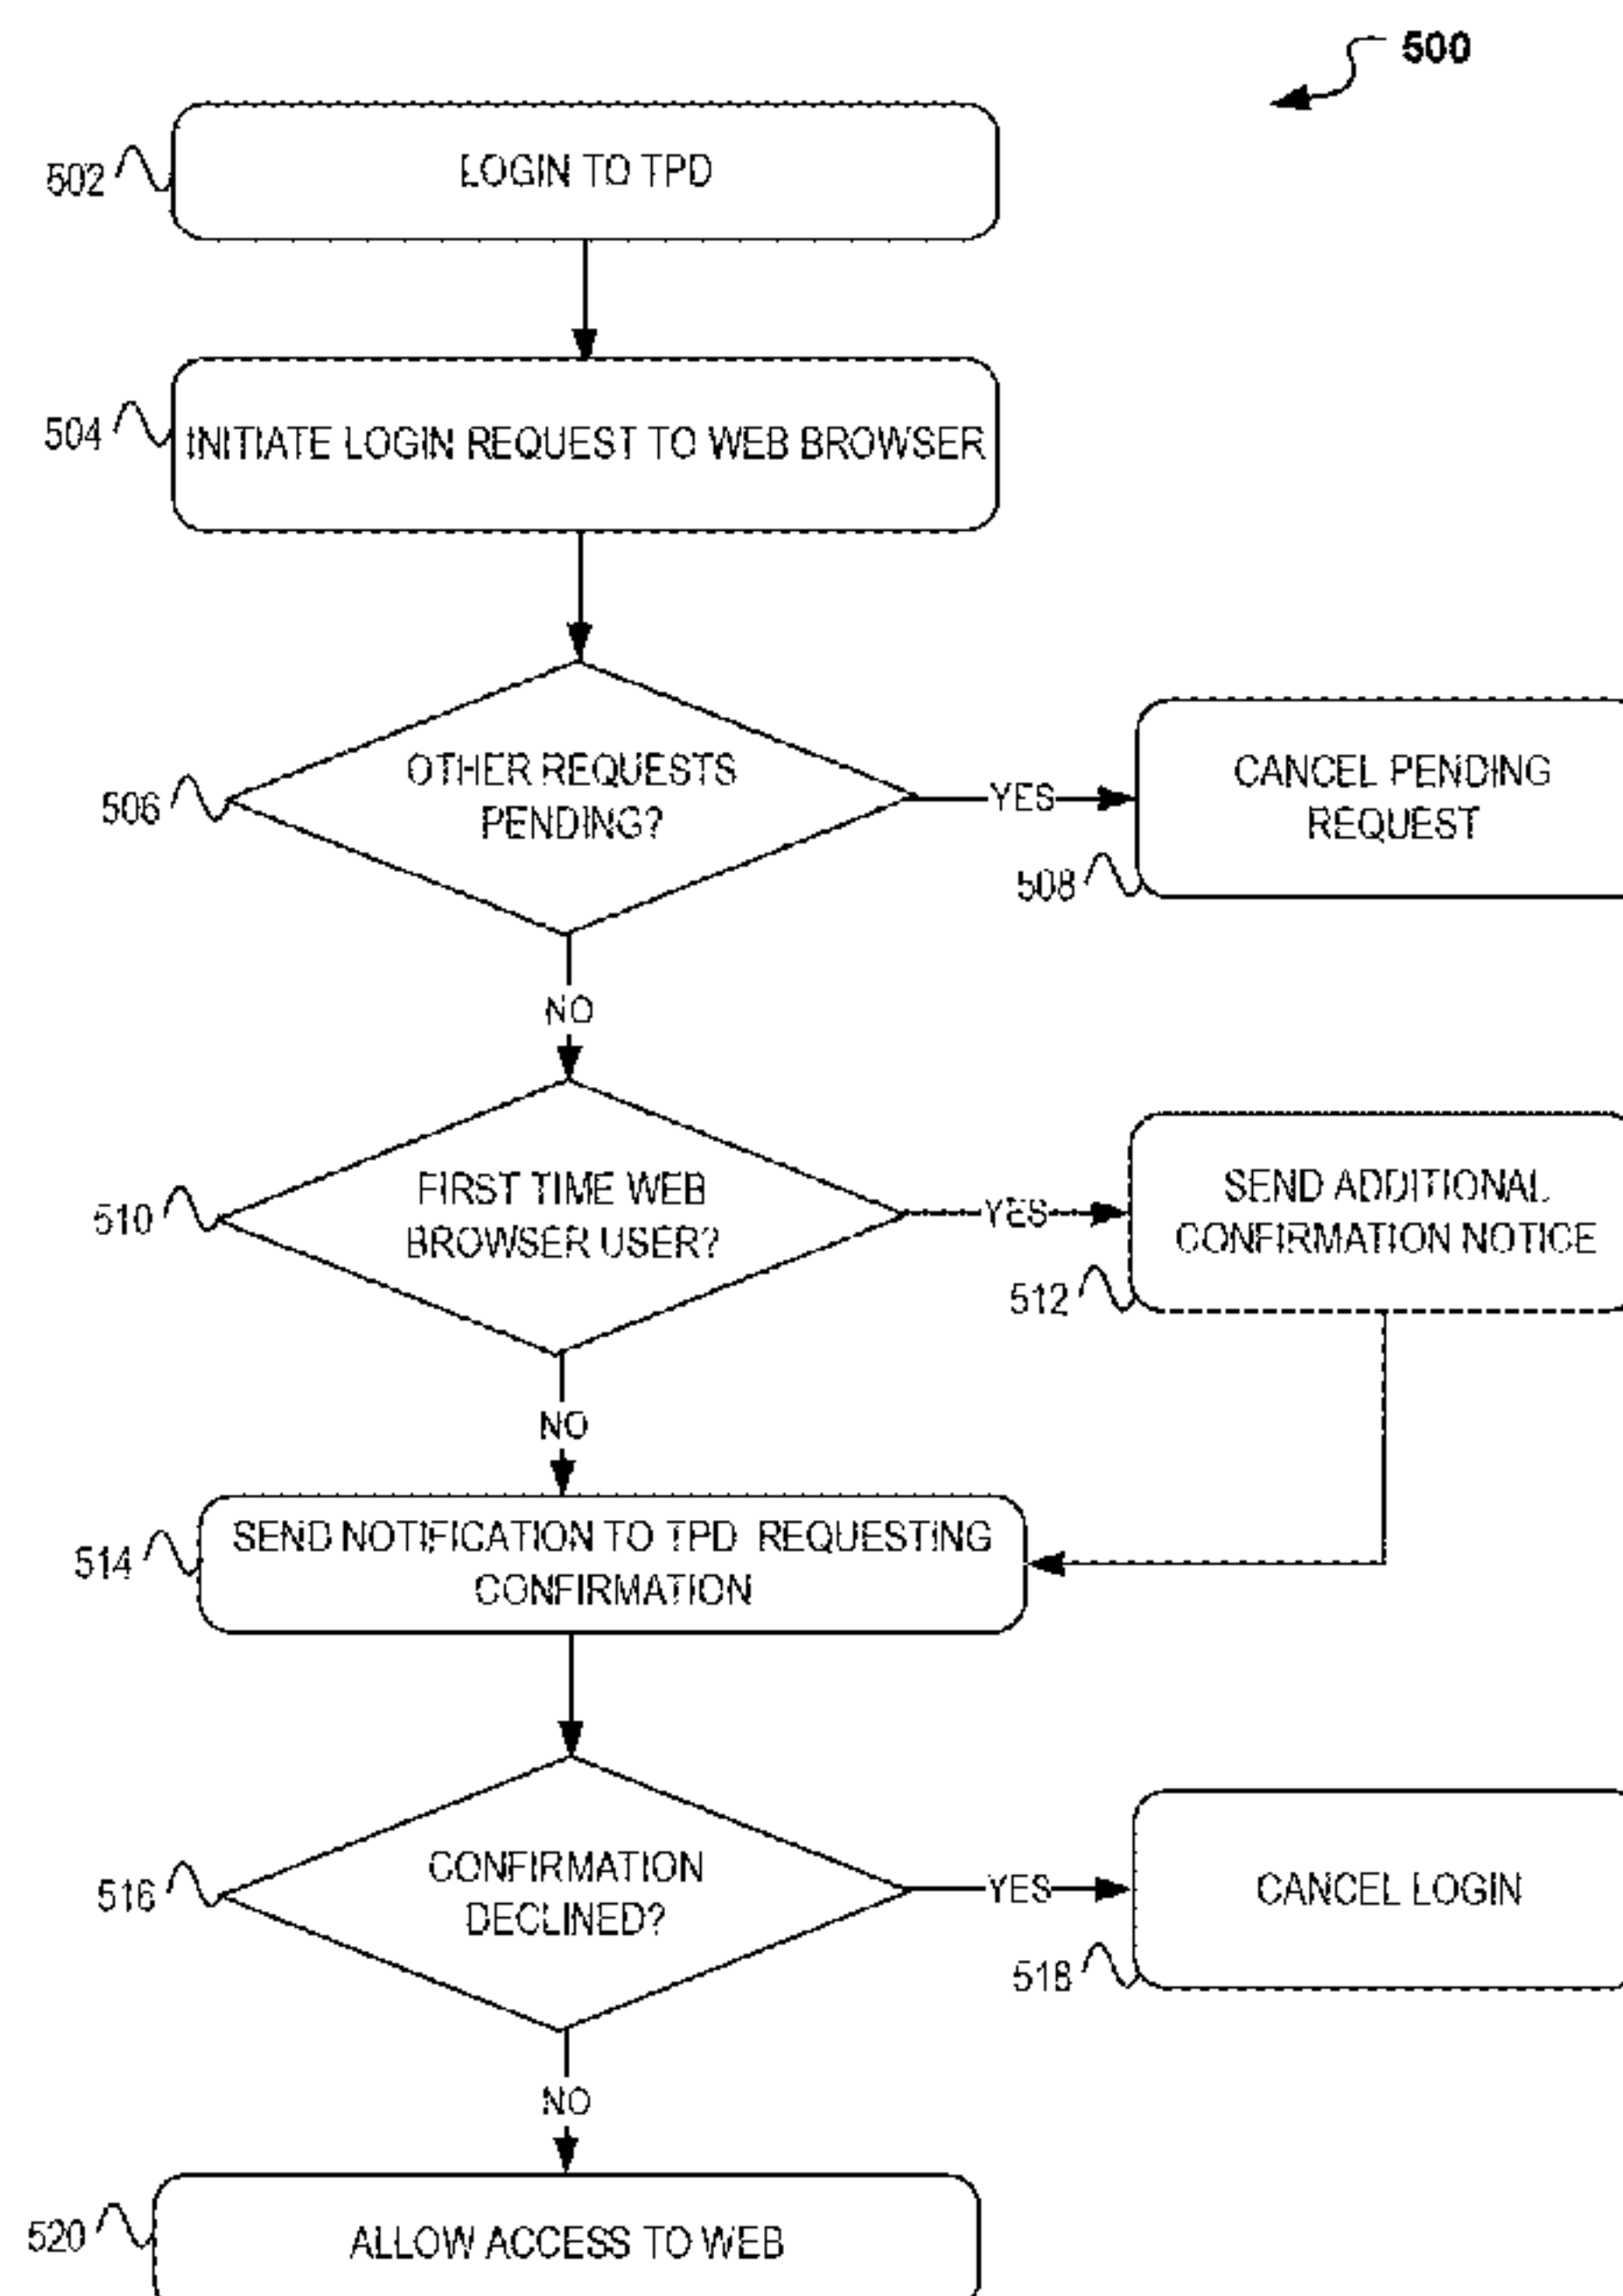 500
502
LOGIN TO TPD
504
INITIATE LOGIN REQUEST TO WEB BROWSER
506
OTHER REQUESTS
PENDING?
YES
CANCEL PENDING
REQUEST
508
NO
510
FIRST TIME WEB
BROWSER USER?
YES
SEND ADDITIONAL
CONFIRMATION NOTICE
512
NO
514
SEND NOTIFICATION TO TPD REQUESTING
CONFIRMATION
516
CONFIRMATION
DECLINED?
YES
CANCEL LOGIN
518
NO
520
ALLOW ACCESS TO WEB